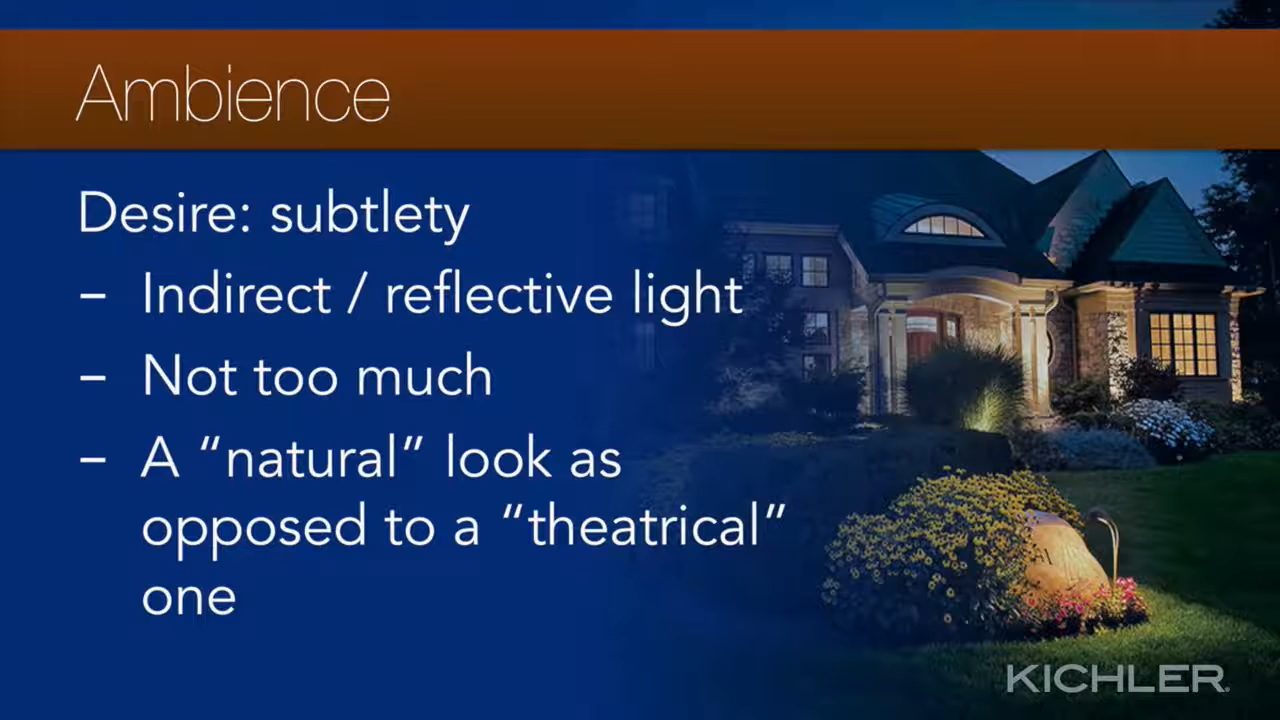 Ambience
Desire: subtlety
– Indirect / reflective light
– Not too much
– A “natural” look as
opposed to a “theatrical”
one
KICHLER.